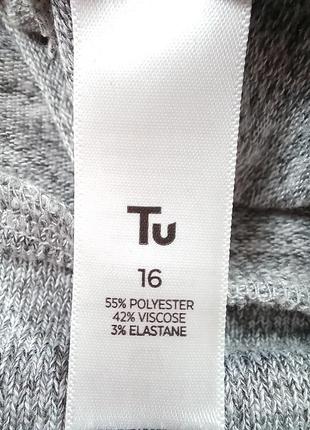 Tu
16
55% POLYESTER
42% VISCOSE
3% ELASTANE